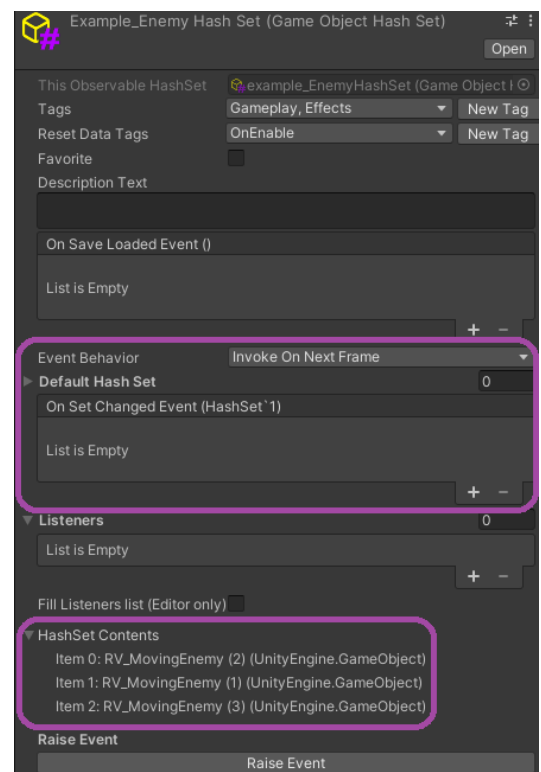 Example_Enemy Hash Set (Game Object Hash Set)
Open
This Observable HashSet example_EnemyHashSet (Game Object H
Tags Gameplay, Effects New Tag
Reset Data Tags OnEnable New Tag
Favorite
Description Text
On Save Loaded Event ()
List is Empty
+ −
Event Behavior Invoke On Next Frame
Default Hash Set 0
On Set Changed Event (HashSet`1)
List is Empty
+ −
Listeners 0
List is Empty
+ −
Fill Listeners list (Editor only)
HashSet Contents
Item 0: RV_MovingEnemy (2) (UnityEngine.GameObject)
Item 1: RV_MovingEnemy (1) (UnityEngine.GameObject)
Item 2: RV_MovingEnemy (3) (UnityEngine.GameObject)
Raise Event
Raise Event